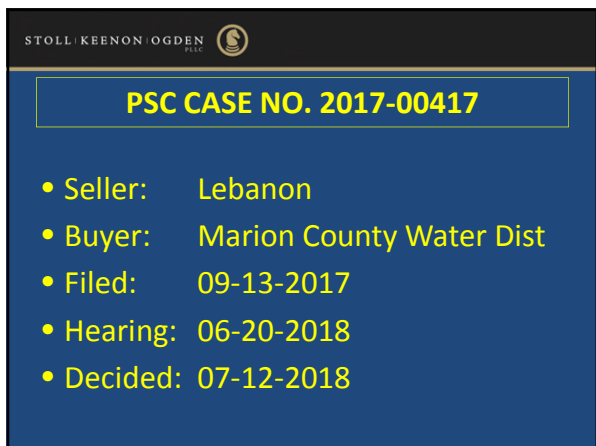 STOLL | KEENON | OGDEN
PLLC
PSC CASE NO. 2017-00417
• Seller: Lebanon
• Buyer: Marion County Water Dist
• Filed: 09-13-2017
• Hearing: 06-20-2018
• Decided: 07-12-2018